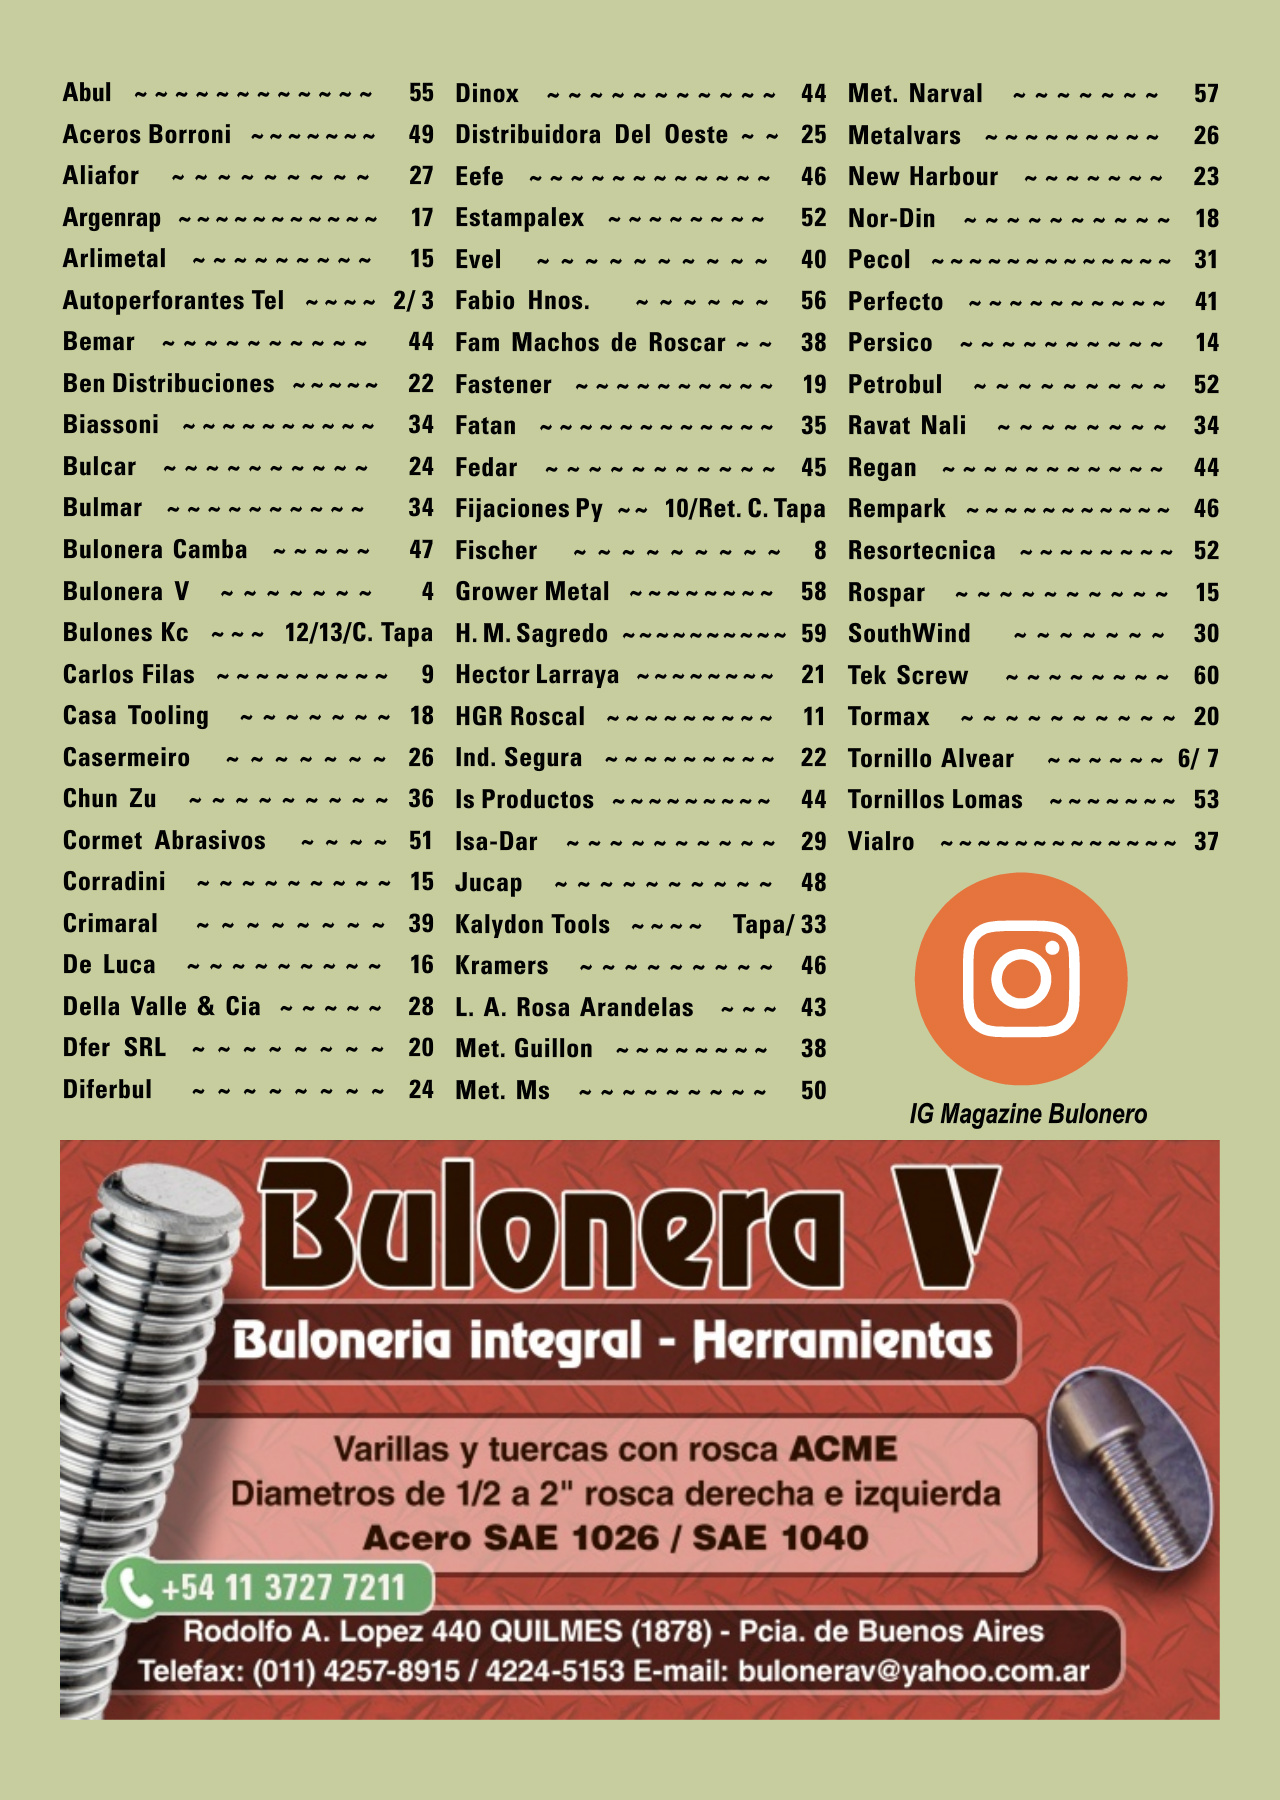 Abul ~ ~ ~ ~ ~ ~ ~ ~ ~ ~ ~ ~ 55
Aceros Borroni ~ ~ ~ ~ ~ ~ ~ 49
Aliafor ~ ~ ~ ~ ~ ~ ~ ~ ~ 27
Argenrap ~ ~ ~ ~ ~ ~ ~ ~ ~ ~ ~ 17
Arlimetal ~ ~ ~ ~ ~ ~ ~ ~ ~ 15
Autoperforantes Tel ~ ~ ~ ~ 2/ 3
Bemar ~ ~ ~ ~ ~ ~ ~ ~ ~ ~ 44
Ben Distribuciones ~ ~ ~ ~ ~ 22
Biassoni ~ ~ ~ ~ ~ ~ ~ ~ ~ ~ 34
Bulcar ~ ~ ~ ~ ~ ~ ~ ~ ~ ~ 24
Bulmar ~ ~ ~ ~ ~ ~ ~ ~ ~ ~ 34
Bulonera Camba ~ ~ ~ ~ ~ 47
Bulonera V ~ ~ ~ ~ ~ ~ ~ 4
Bulones Kc ~ ~ ~ 12/13/C. Tapa
Carlos Filas ~ ~ ~ ~ ~ ~ ~ ~ ~ 9
Casa Tooling ~ ~ ~ ~ ~ ~ ~ 18
Casermeiro ~ ~ ~ ~ ~ ~ ~ 26
Chun Zu ~ ~ ~ ~ ~ ~ ~ ~ ~ 36
Cormet Abrasivos ~ ~ ~ ~ 51
Corradini ~ ~ ~ ~ ~ ~ ~ ~ ~ 15
Crimaral ~ ~ ~ ~ ~ ~ ~ ~ 39
De Luca ~ ~ ~ ~ ~ ~ ~ ~ ~ 16
Della Valle & Cia ~ ~ ~ ~ ~ 28
Dfer SRL ~ ~ ~ ~ ~ ~ ~ ~ 20
Diferbul ~ ~ ~ ~ ~ ~ ~ ~ 24
Dinox ~ ~ ~ ~ ~ ~ ~ ~ ~ ~ ~ 44
Distribuidora Del Oeste ~ ~ 25
Eefe ~ ~ ~ ~ ~ ~ ~ ~ ~ ~ ~ ~ 46
Estampalex ~ ~ ~ ~ ~ ~ ~ ~ 52
Evel ~ ~ ~ ~ ~ ~ ~ ~ ~ ~ 40
Fabio Hnos. ~ ~ ~ ~ ~ ~ 56
Fam Machos de Roscar ~ ~ 38
Fastener ~ ~ ~ ~ ~ ~ ~ ~ ~ ~ 19
Fatan ~ ~ ~ ~ ~ ~ ~ ~ ~ ~ ~ ~ 35
Fedar ~ ~ ~ ~ ~ ~ ~ ~ ~ ~ ~ 45
Fijaciones Py ~ ~ 10/Ret. C. Tapa
Fischer ~ ~ ~ ~ ~ ~ ~ ~ ~ 8
Grower Metal ~ ~ ~ ~ ~ ~ ~ ~ 58
H. M. Sagredo ~ ~ ~ ~ ~ ~ ~ ~ ~ ~ 59
Hector Larraya ~ ~ ~ ~ ~ ~ ~ ~ 21
HGR Roscal ~ ~ ~ ~ ~ ~ ~ ~ ~ 11
Ind. Segura ~ ~ ~ ~ ~ ~ ~ ~ ~ 22
Is Productos ~ ~ ~ ~ ~ ~ ~ ~ ~ 44
Isa-Dar ~ ~ ~ ~ ~ ~ ~ ~ ~ ~ 29
Jucap ~ ~ ~ ~ ~ ~ ~ ~ ~ ~ 48
Kalydon Tools ~ ~ ~ ~ Tapa/ 33
Kramers ~ ~ ~ ~ ~ ~ ~ ~ ~ 46
L. A. Rosa Arandelas ~ ~ ~ 43
Met. Guillon ~ ~ ~ ~ ~ ~ ~ ~ 38
Met. Ms ~ ~ ~ ~ ~ ~ ~ ~ ~ 50
Met. Narval ~ ~ ~ ~ ~ ~ ~ 57
Metalvars ~ ~ ~ ~ ~ ~ ~ ~ ~ 26
New Harbour ~ ~ ~ ~ ~ ~ ~ 23
Nor-Din ~ ~ ~ ~ ~ ~ ~ ~ ~ ~ 18
Pecol ~ ~ ~ ~ ~ ~ ~ ~ ~ ~ ~ ~ ~ 31
Perfecto ~ ~ ~ ~ ~ ~ ~ ~ ~ ~ 41
Persico ~ ~ ~ ~ ~ ~ ~ ~ ~ ~ 14
Petrobul ~ ~ ~ ~ ~ ~ ~ ~ ~ 52
Ravat Nali ~ ~ ~ ~ ~ ~ ~ ~ 34
Regan ~ ~ ~ ~ ~ ~ ~ ~ ~ ~ ~ 44
Rempark ~ ~ ~ ~ ~ ~ ~ ~ ~ ~ ~ 46
Resortecnica ~ ~ ~ ~ ~ ~ ~ ~ 52
Rospar ~ ~ ~ ~ ~ ~ ~ ~ ~ ~ 15
SouthWind ~ ~ ~ ~ ~ ~ ~ 30
Tek Screw ~ ~ ~ ~ ~ ~ ~ ~ 60
Tormax ~ ~ ~ ~ ~ ~ ~ ~ ~ ~ 20
Tornillo Alvear ~ ~ ~ ~ ~ ~ 6/ 7
Tornillos Lomas ~ ~ ~ ~ ~ ~ ~ 53
Vialro ~ ~ ~ ~ ~ ~ ~ ~ ~ ~ ~ ~ ~ 37
IG Magazine Bulonero
Bulonera V
Buloneria integral - Herramientas
Varillas y tuercas con rosca ACME
Diametros de 1/2 a 2" rosca derecha e izquierda
Acero SAE 1026 / SAE 1040
+54 11 3727 7211
Rodolfo A. Lopez 440 QUILMES (1878) - Pcia. de Buenos Aires
Telefax: (011) 4257-8915 / 4224-5153 E-mail: bulonerav@yahoo.com.ar